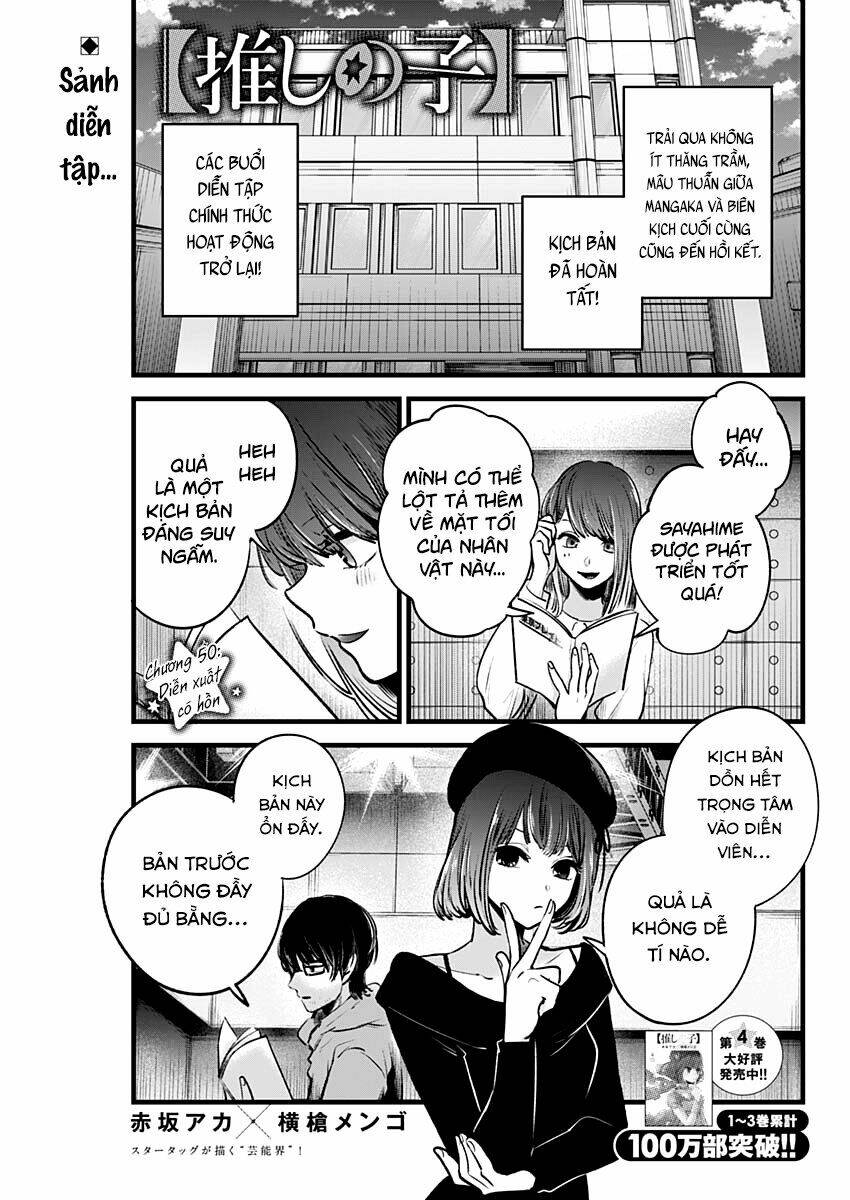 ◆
Sảnh
diễn
tập...
【推しの子】
TRẢI QUA KHÔNG
ÍT THĂNG TRẦM,
MÂU THUẪN GIỮA
MANGAKA VÀ BIÊN
KỊCH CUỐI CÙNG
CŨNG ĐẾN HỒI KẾT.
KỊCH BẢN
ĐÃ HOÀN
TẤT!
CÁC BUỔI
DIỄN TẬP
CHÍNH THỨC
HOẠT ĐỘNG
TRỞ LẠI!
HAY
ĐẤY...
SAYAHIME
ĐƯỢC PHÁT
TRIỂN TỐT
QUÁ!
MÌNH CÓ THỂ
LỘT TẢ THÊM
VỀ MẶT TỐI
CỦA NHÂN
VẬT NÀY...
HEH
HEH
QUẢ
LÀ MỘT
KỊCH BẢN
ĐÁNG SUY
NGẪM.
Chương 50:
Diễn xuất
có hồn
KỊCH BẢN
DỒN HẾT
TRỌNG TÂM
VÀO DIỄN
VIÊN...
QUẢ LÀ
KHÔNG DỄ
TÍ NÀO.
KỊCH
BẢN NÀY
ỔN ĐẤY.
BẢN TRƯỚC
KHÔNG ĐẦY
ĐỦ BẰNG...
【推しの子】
第4巻
大好評
発売中!!
1〜3巻累計
100万部突破!!
赤坂アカ×横槍メンゴ
スタータッグが描く“芸能界”！